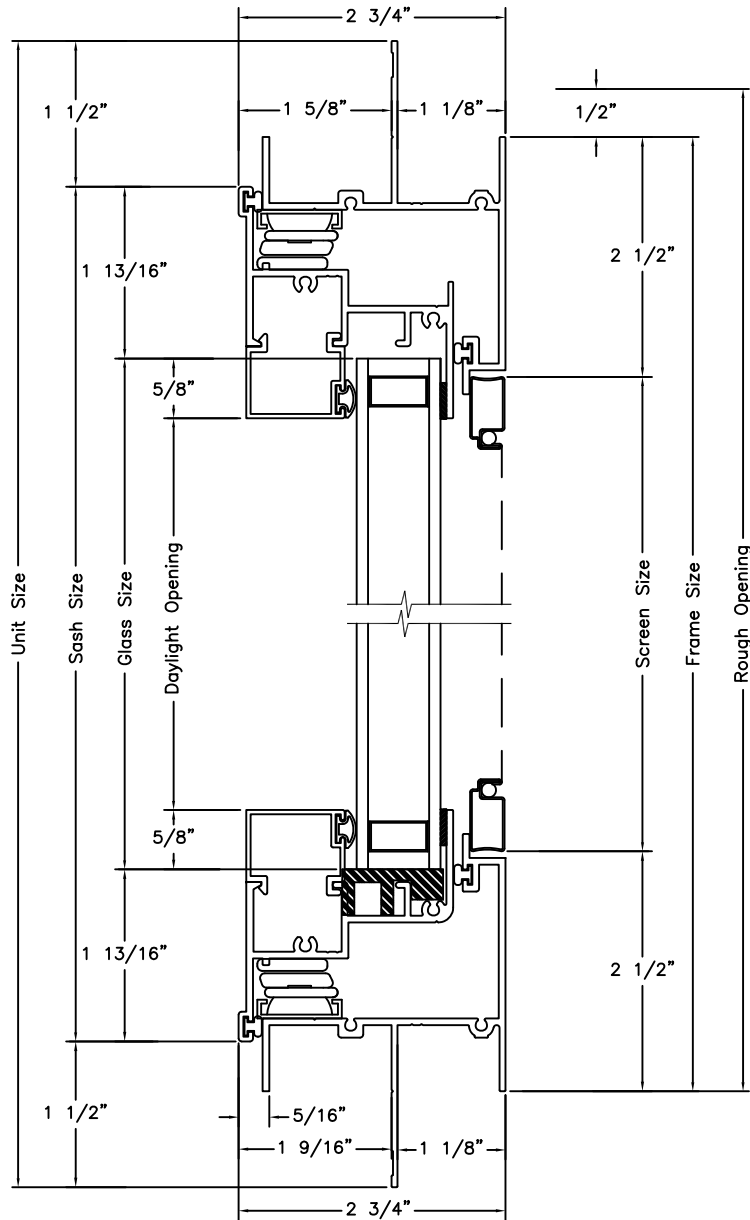 2 3/4"
1 5/8"
1 1/8"
1 1/2"
1/2"
1 13/16"
2 1/2"
5/8"
Unit Size
Sash Size
Glass Size
Daylight Opening
Screen Size
Frame Size
Rough Opening
5/8"
1 13/16"
2 1/2"
1 1/2"
5/16"
1 9/16"
1 1/8"
2 3/4"